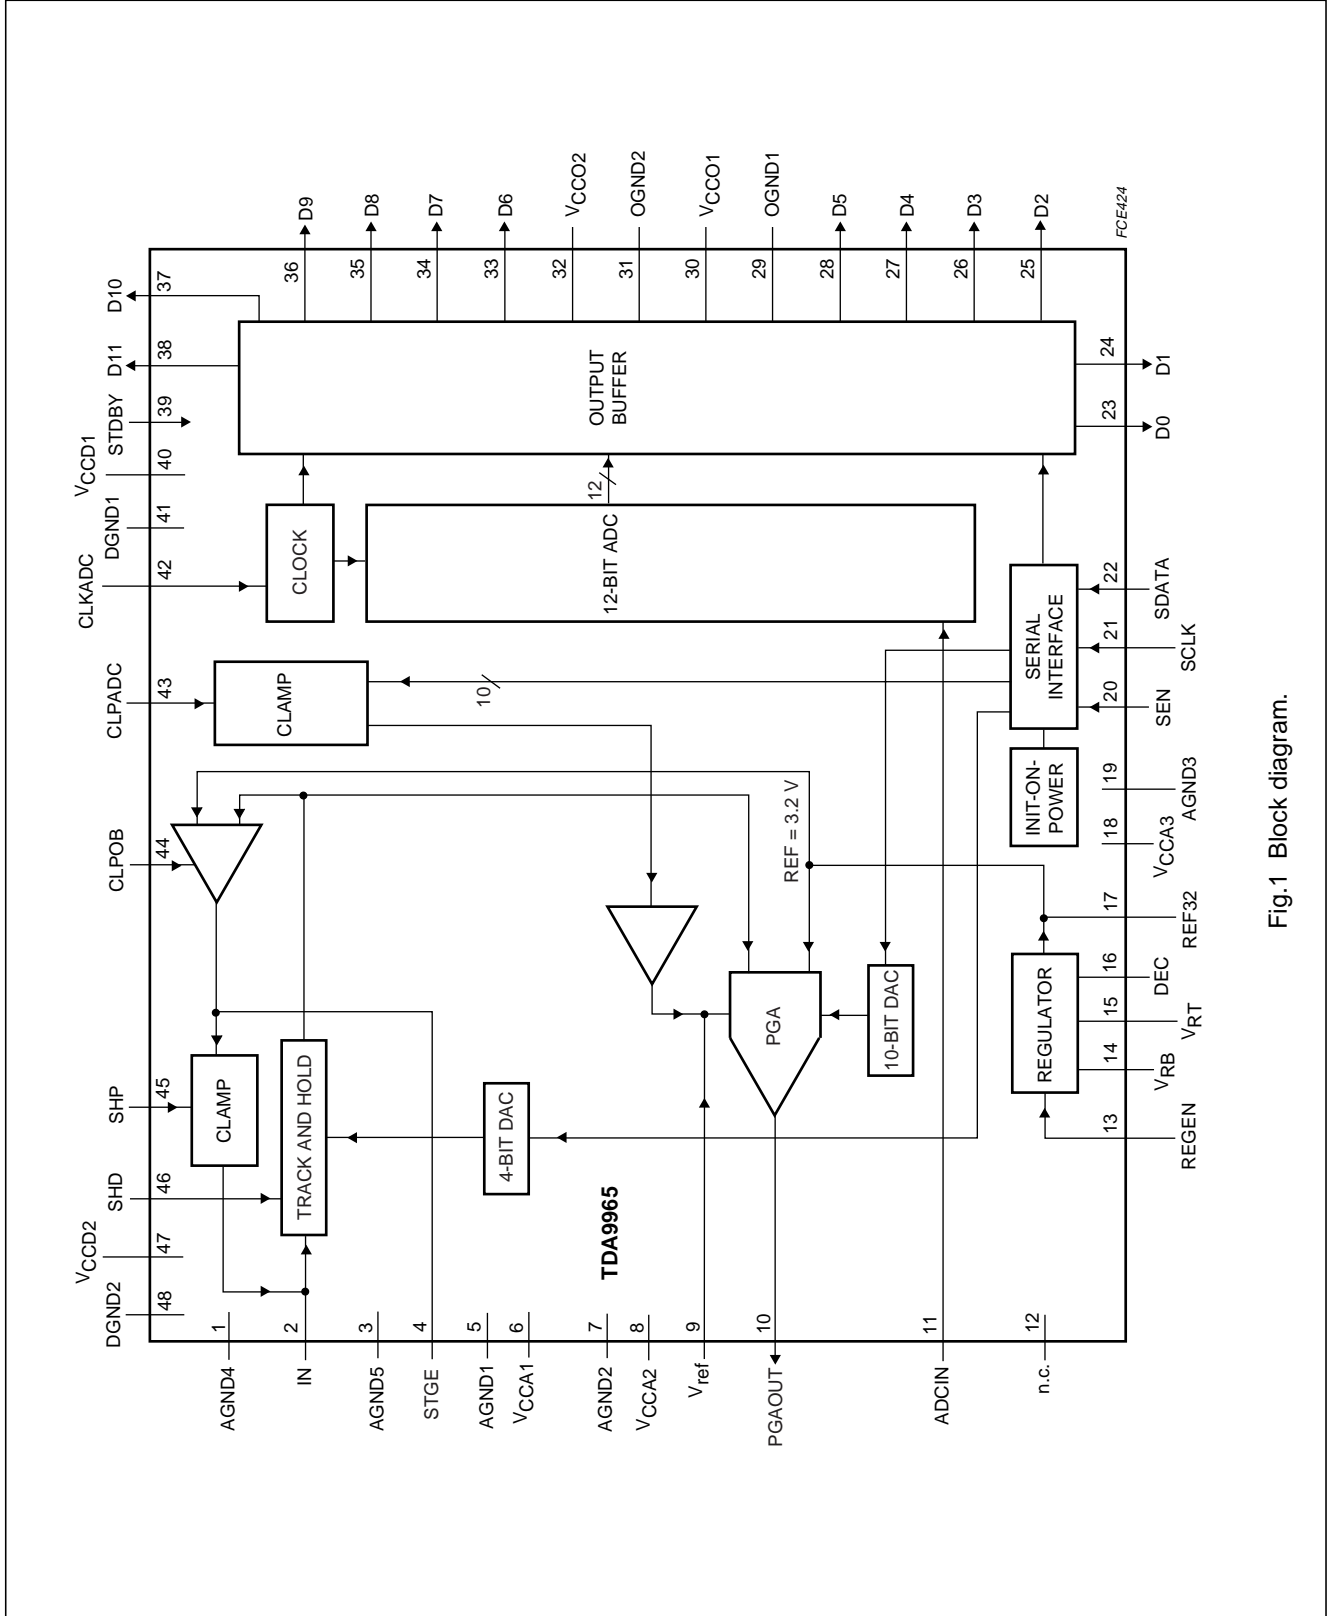 D10
37
D11
38
STDBY
39
VCCD1
40
DGND1
41
CLKADC
42
CLPADC
43
CLPOB
44
SHP
45
SHD
46
VCCD2
47
DGND2
48
36
D9
35
D8
34
D7
33
D6
32
VCCO2
31
OGND2
30
VCCO1
29
OGND1
28
D5
27
D4
26
D3
25
D2
FCE424
OUTPUT
BUFFER
24
D1
23
D0
CLOCK
12
12-BIT ADC
CLAMP
10
SERIAL
INTERFACE
22
SDATA
21
SCLK
20
SEN
INIT-ON-
POWER
19
AGND3
18
VCCA3
REF = 3.2 V
17
REF32
REGULATOR
16
DEC
15
VRT
14
VRB
13
REGEN
PGA
10-BIT DAC
CLAMP
TRACK AND HOLD
4-BIT DAC
TDA9965
1
AGND4
2
IN
3
AGND5
4
STGE
5
AGND1
6
VCCA1
7
AGND2
8
VCCA2
9
Vref
10
PGAOUT
11
ADCIN
12
n.c.
Fig.1 Block diagram.